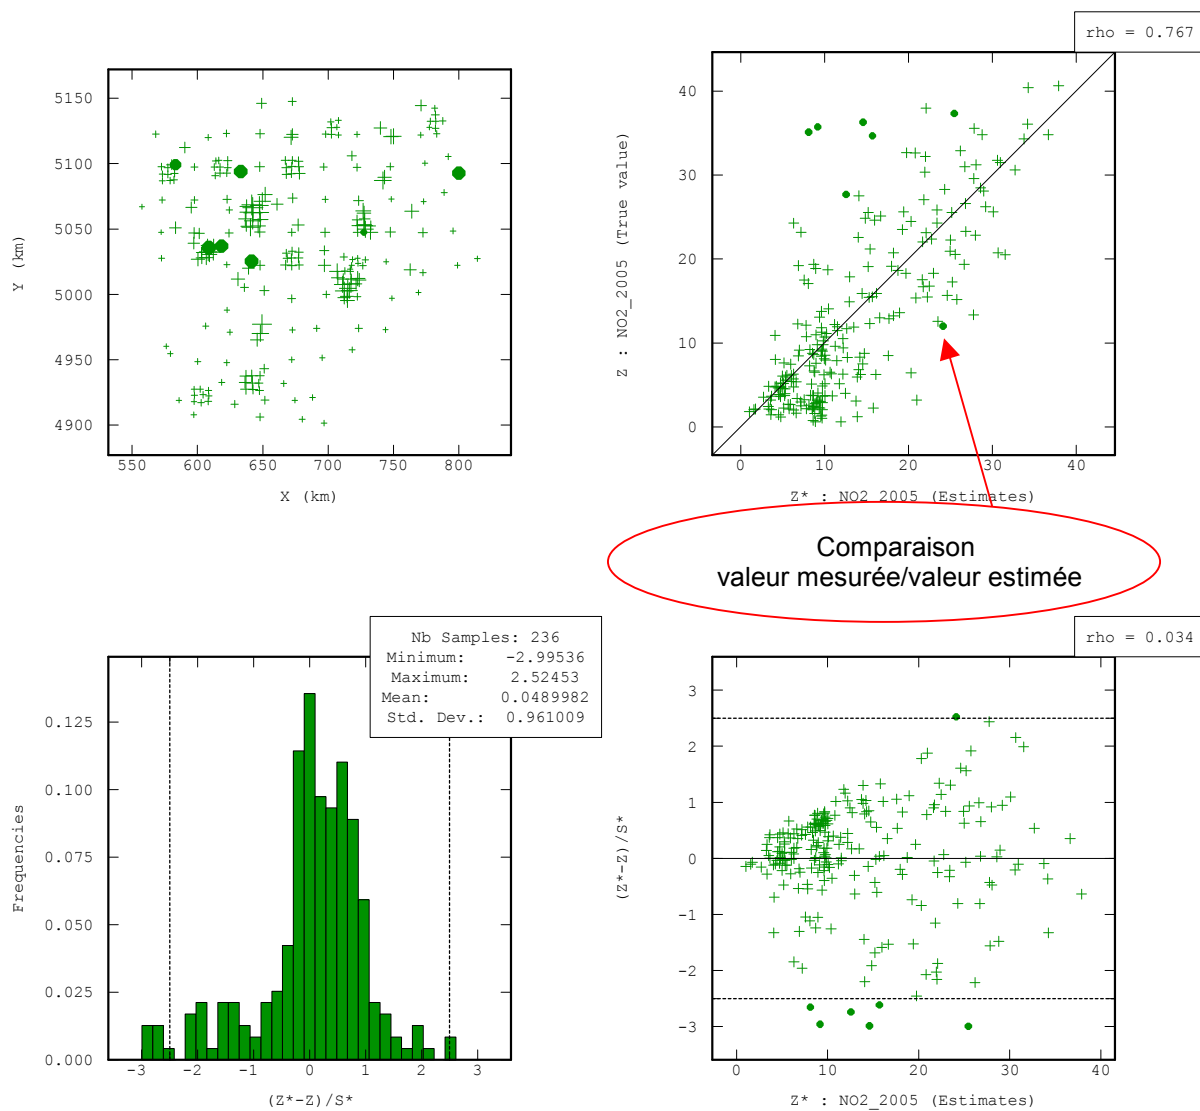 5150
5100
5050
5000
4950
4900
Y (km)
550 600 650 700 750 800
X (km)
rho = 0.767
40
30
20
10
0
Z : NO2_2005 (True value)
0 10 20 30 40
Z* : NO2_2005 (Estimates)
Comparaison
valeur mesurée/valeur estimée
Nb Samples: 236
Minimum: -2.99536
Maximum: 2.52453
Mean: 0.0489982
Std. Dev.: 0.961009
0.125
0.100
0.075
0.050
0.025
0.000
Frequencies
-3 -2 -1 0 1 2 3
(Z*-Z)/S*
rho = 0.034
3
2
1
0
-1
-2
-3
(Z*-Z)/S*
0 10 20 30 40
Z* : NO2_2005 (Estimates)